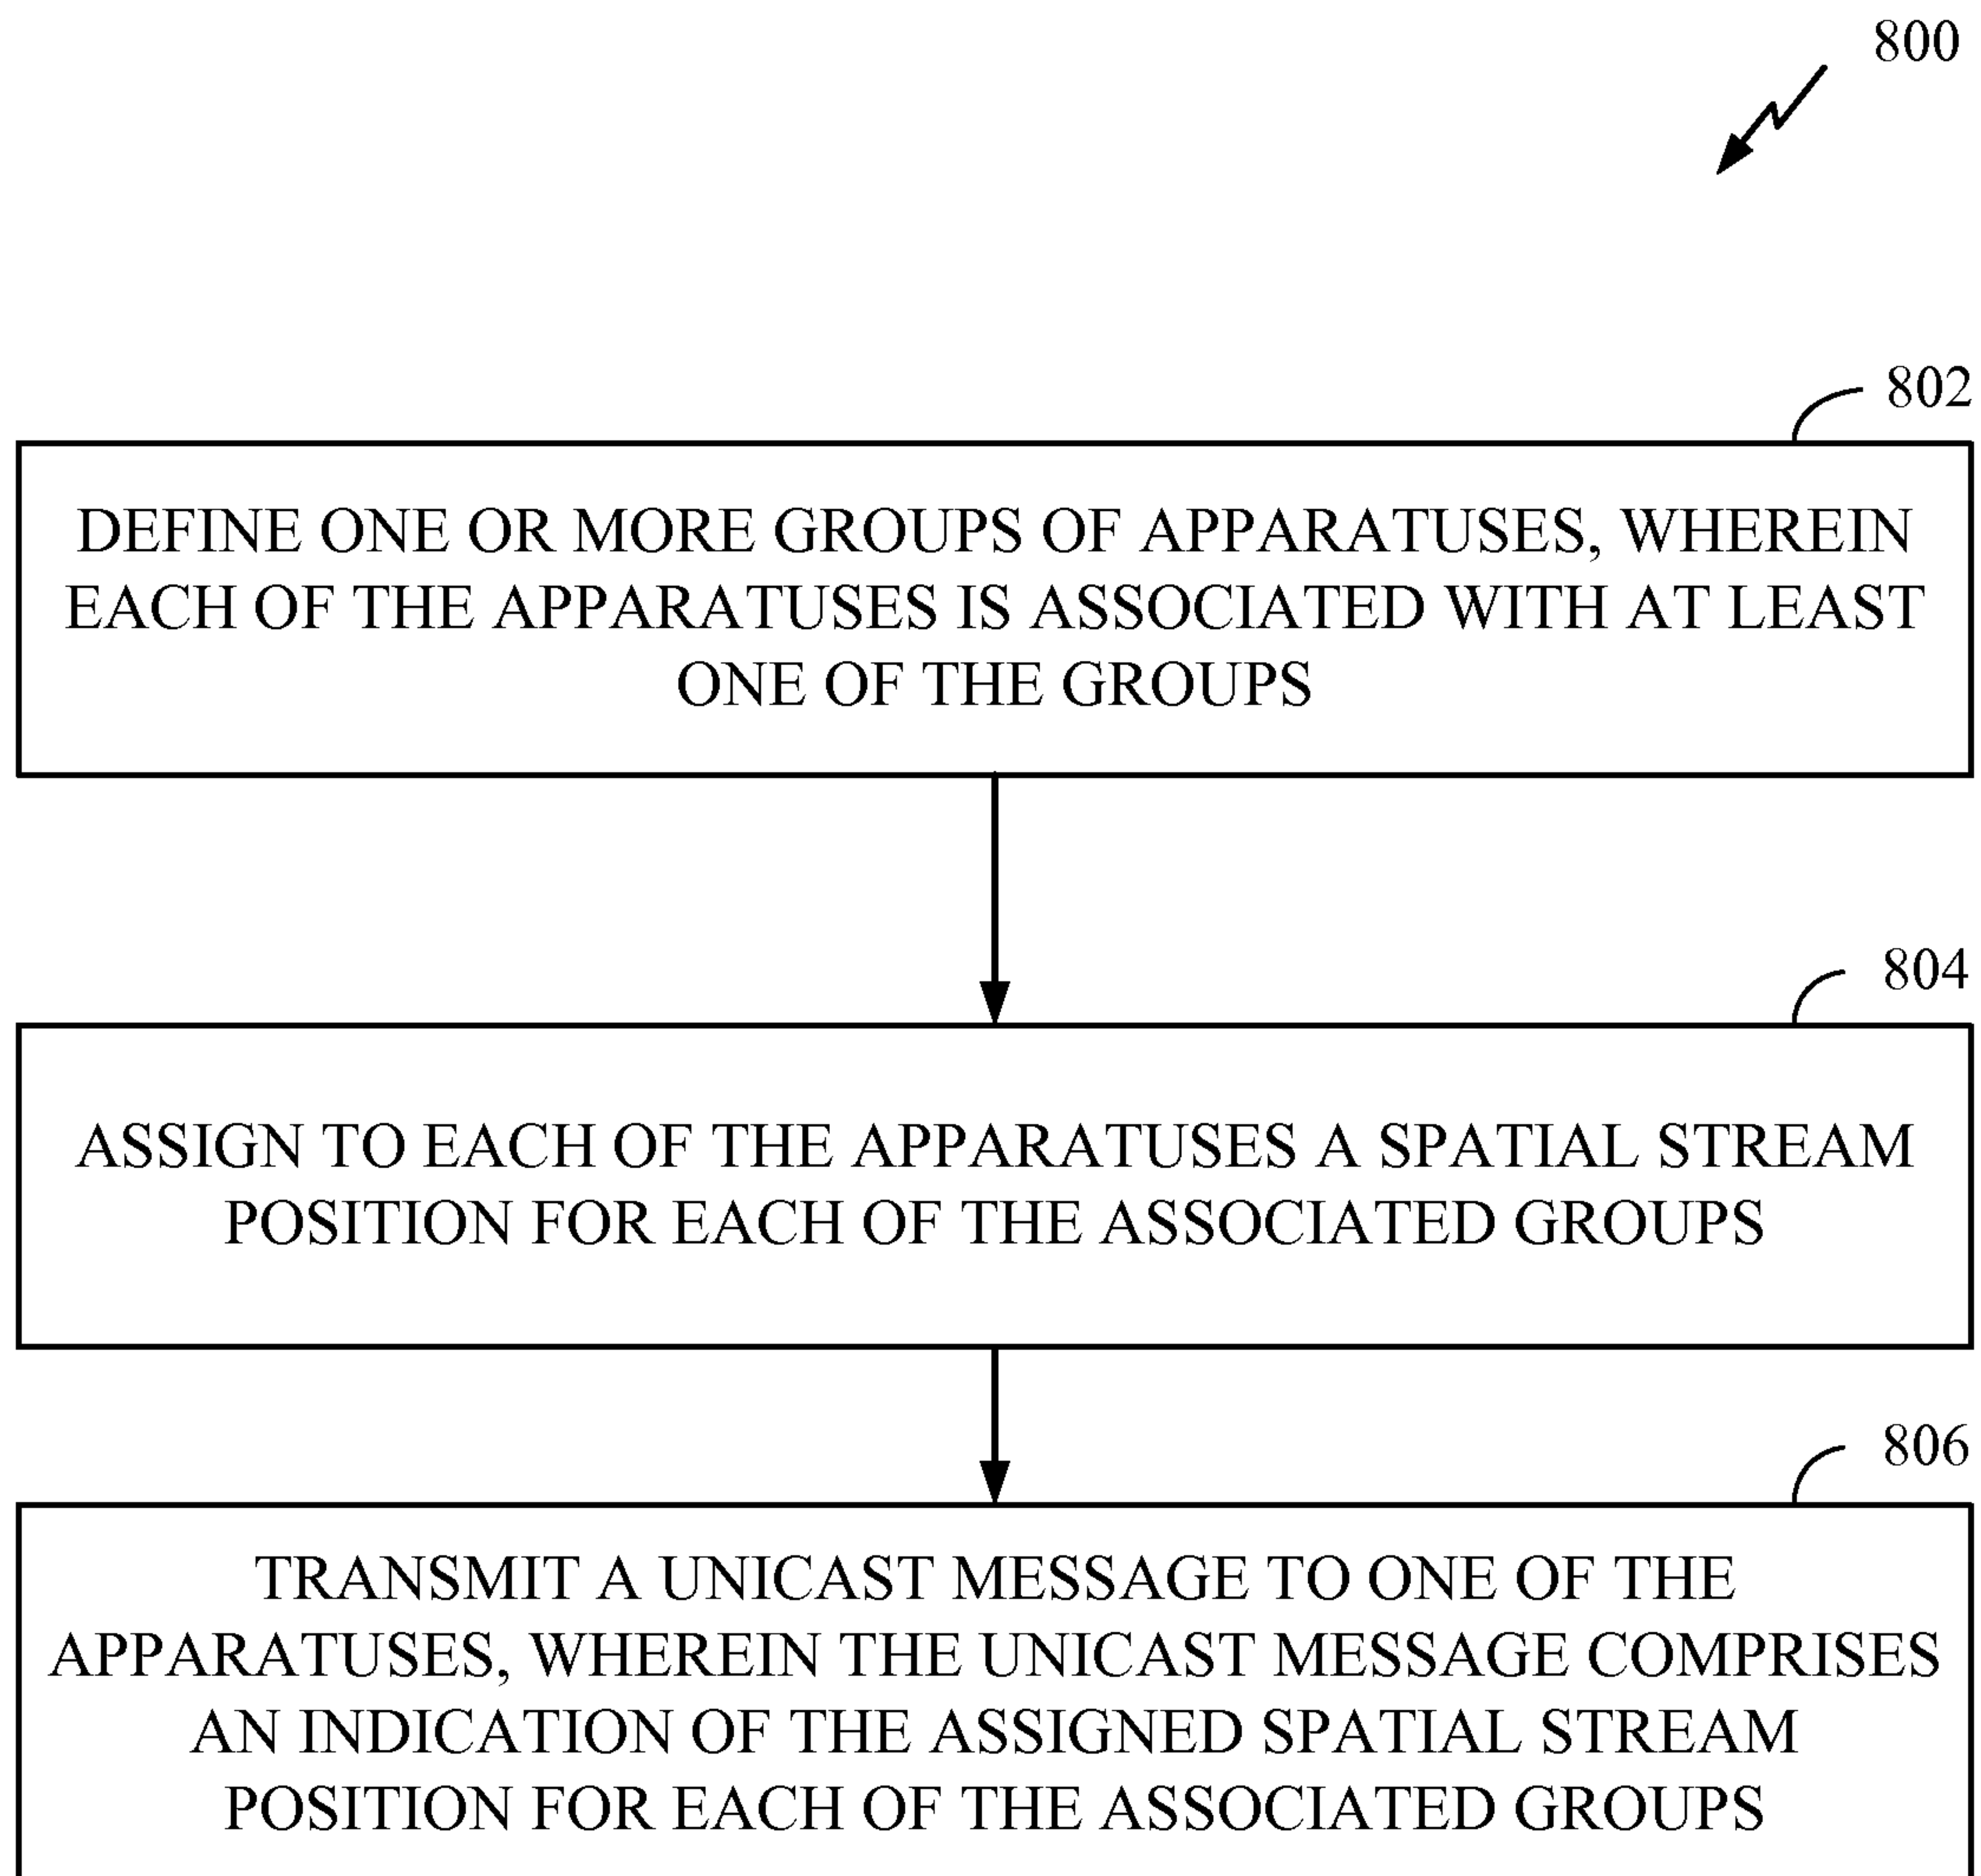 800
802
DEFINE ONE OR MORE GROUPS OF APPARATUSES, WHEREIN
EACH OF THE APPARATUSES IS ASSOCIATED WITH AT LEAST
ONE OF THE GROUPS
804
ASSIGN TO EACH OF THE APPARATUSES A SPATIAL STREAM
POSITION FOR EACH OF THE ASSOCIATED GROUPS
806
TRANSMIT A UNICAST MESSAGE TO ONE OF THE
APPARATUSES, WHEREIN THE UNICAST MESSAGE COMPRISES
AN INDICATION OF THE ASSIGNED SPATIAL STREAM
POSITION FOR EACH OF THE ASSOCIATED GROUPS